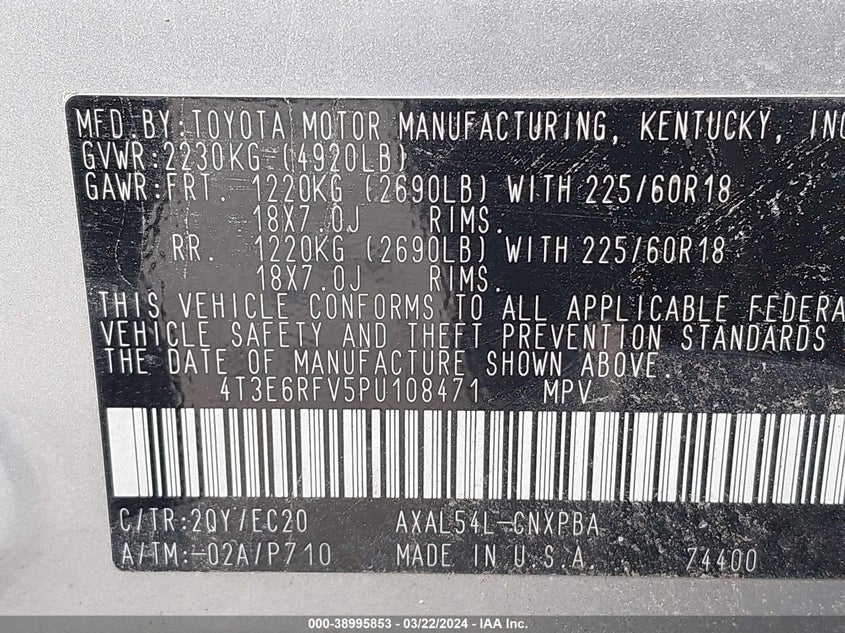 MFD.BY:TOYOTA MOTOR MANUFACTURING, KENTUCKY, INC
GVWR:2230KG (4920LB)
GAWR:FRT. 1220KG (2690LB) WITH 225/60R18
18X7.0J RIMS.
RR. 1220KG (2690LB) WITH 225/60R18
18X7.0J RIMS.
THIS VEHICLE CONFORMS TO ALL APPLICABLE FEDERA
VEHICLE SAFETY AND THEFT PREVENTION STANDARDS
THE DATE OF MANUFACTURE SHOWN ABOVE.
4T3E6RFV5PU108471 MPV
C/TR:2QY/EC20 AXAL54L-CNXPBA
A/TM:-02A/P710 MADE IN U.S.A. 74400
000-38995853 - 03/22/2024 - IAA Inc.